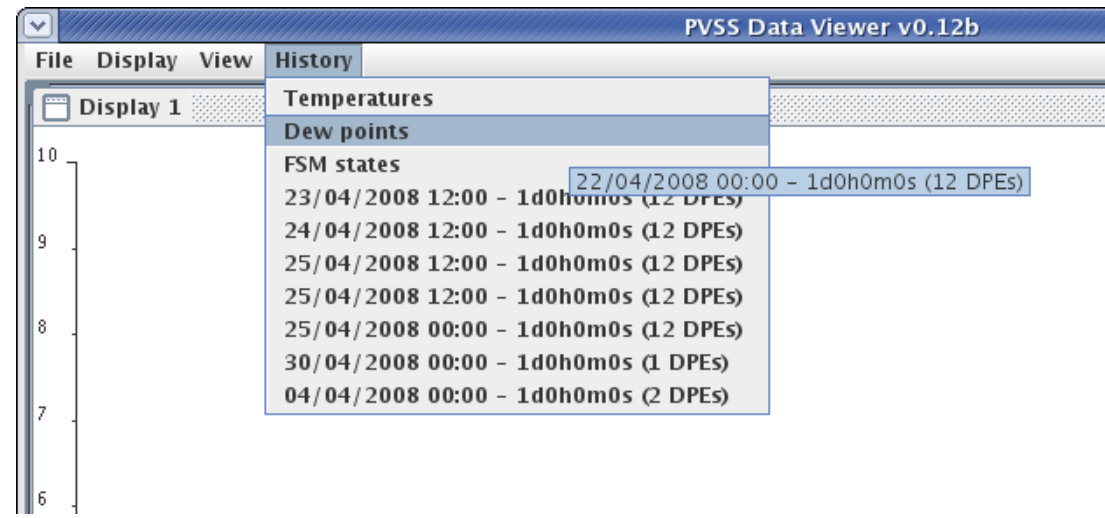 PVSS Data Viewer v0.12b
File Display View History
Display 1
Temperatures
Dew points
FSM states
22/04/2008 00:00 – 1d0h0m0s (12 DPEs)
23/04/2008 12:00 – 1d0h0m0s (12 DPEs)
24/04/2008 12:00 – 1d0h0m0s (12 DPEs)
25/04/2008 12:00 – 1d0h0m0s (12 DPEs)
25/04/2008 12:00 – 1d0h0m0s (12 DPEs)
25/04/2008 00:00 – 1d0h0m0s (12 DPEs)
30/04/2008 00:00 – 1d0h0m0s (1 DPEs)
04/04/2008 00:00 – 1d0h0m0s (2 DPEs)
10
9
8
7
6